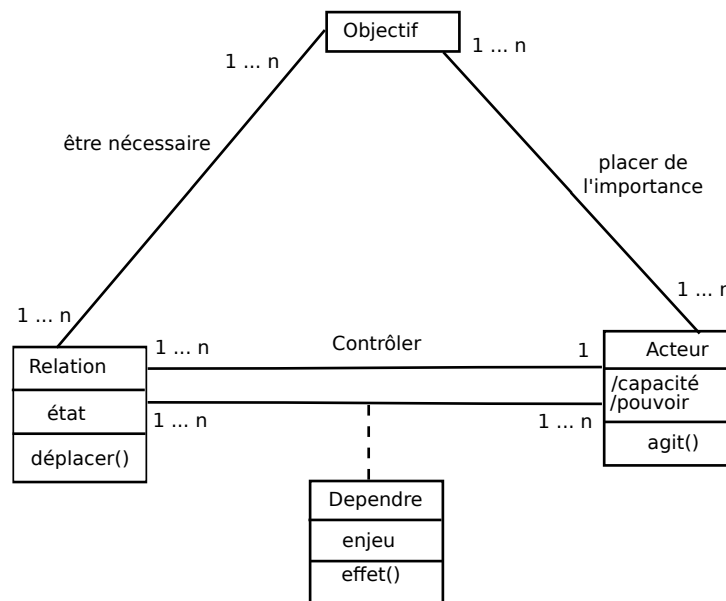 Objectif
1 ... n
1 ... n
être nécessaire
placer de
l'importance
1 ... n
1 ... n
1 ... n
Contrôler
1
Relation
état
déplacer()
Acteur
/capacité
/pouvoir
agit()
1 ... n
1 ... n
Dependre
enjeu
effet()